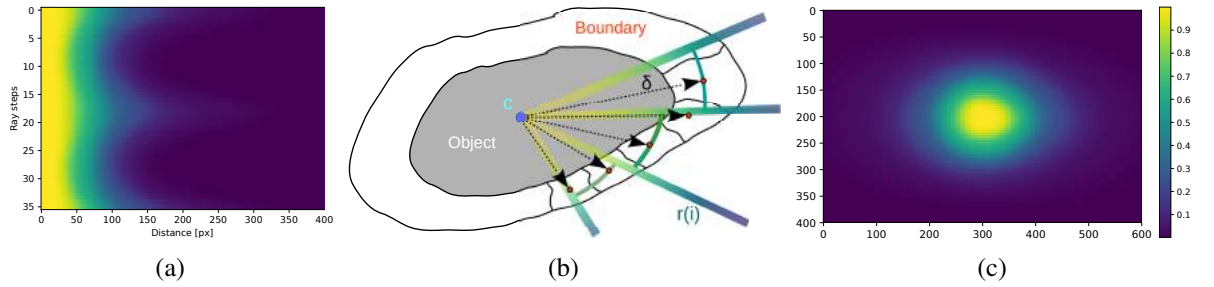 0
5
10
15
20
25
30
35
Ray steps
0 50 100 150 200 250 300 350 400
Distance [px]
(a)
Boundary
δ
C
Object
r(i)
(b)
0
50
100
150
200
250
300
350
400
0 100 200 300 400 500 600
0.9
0.8
0.7
0.6
0.5
0.4
0.3
0.2
0.1
(c)